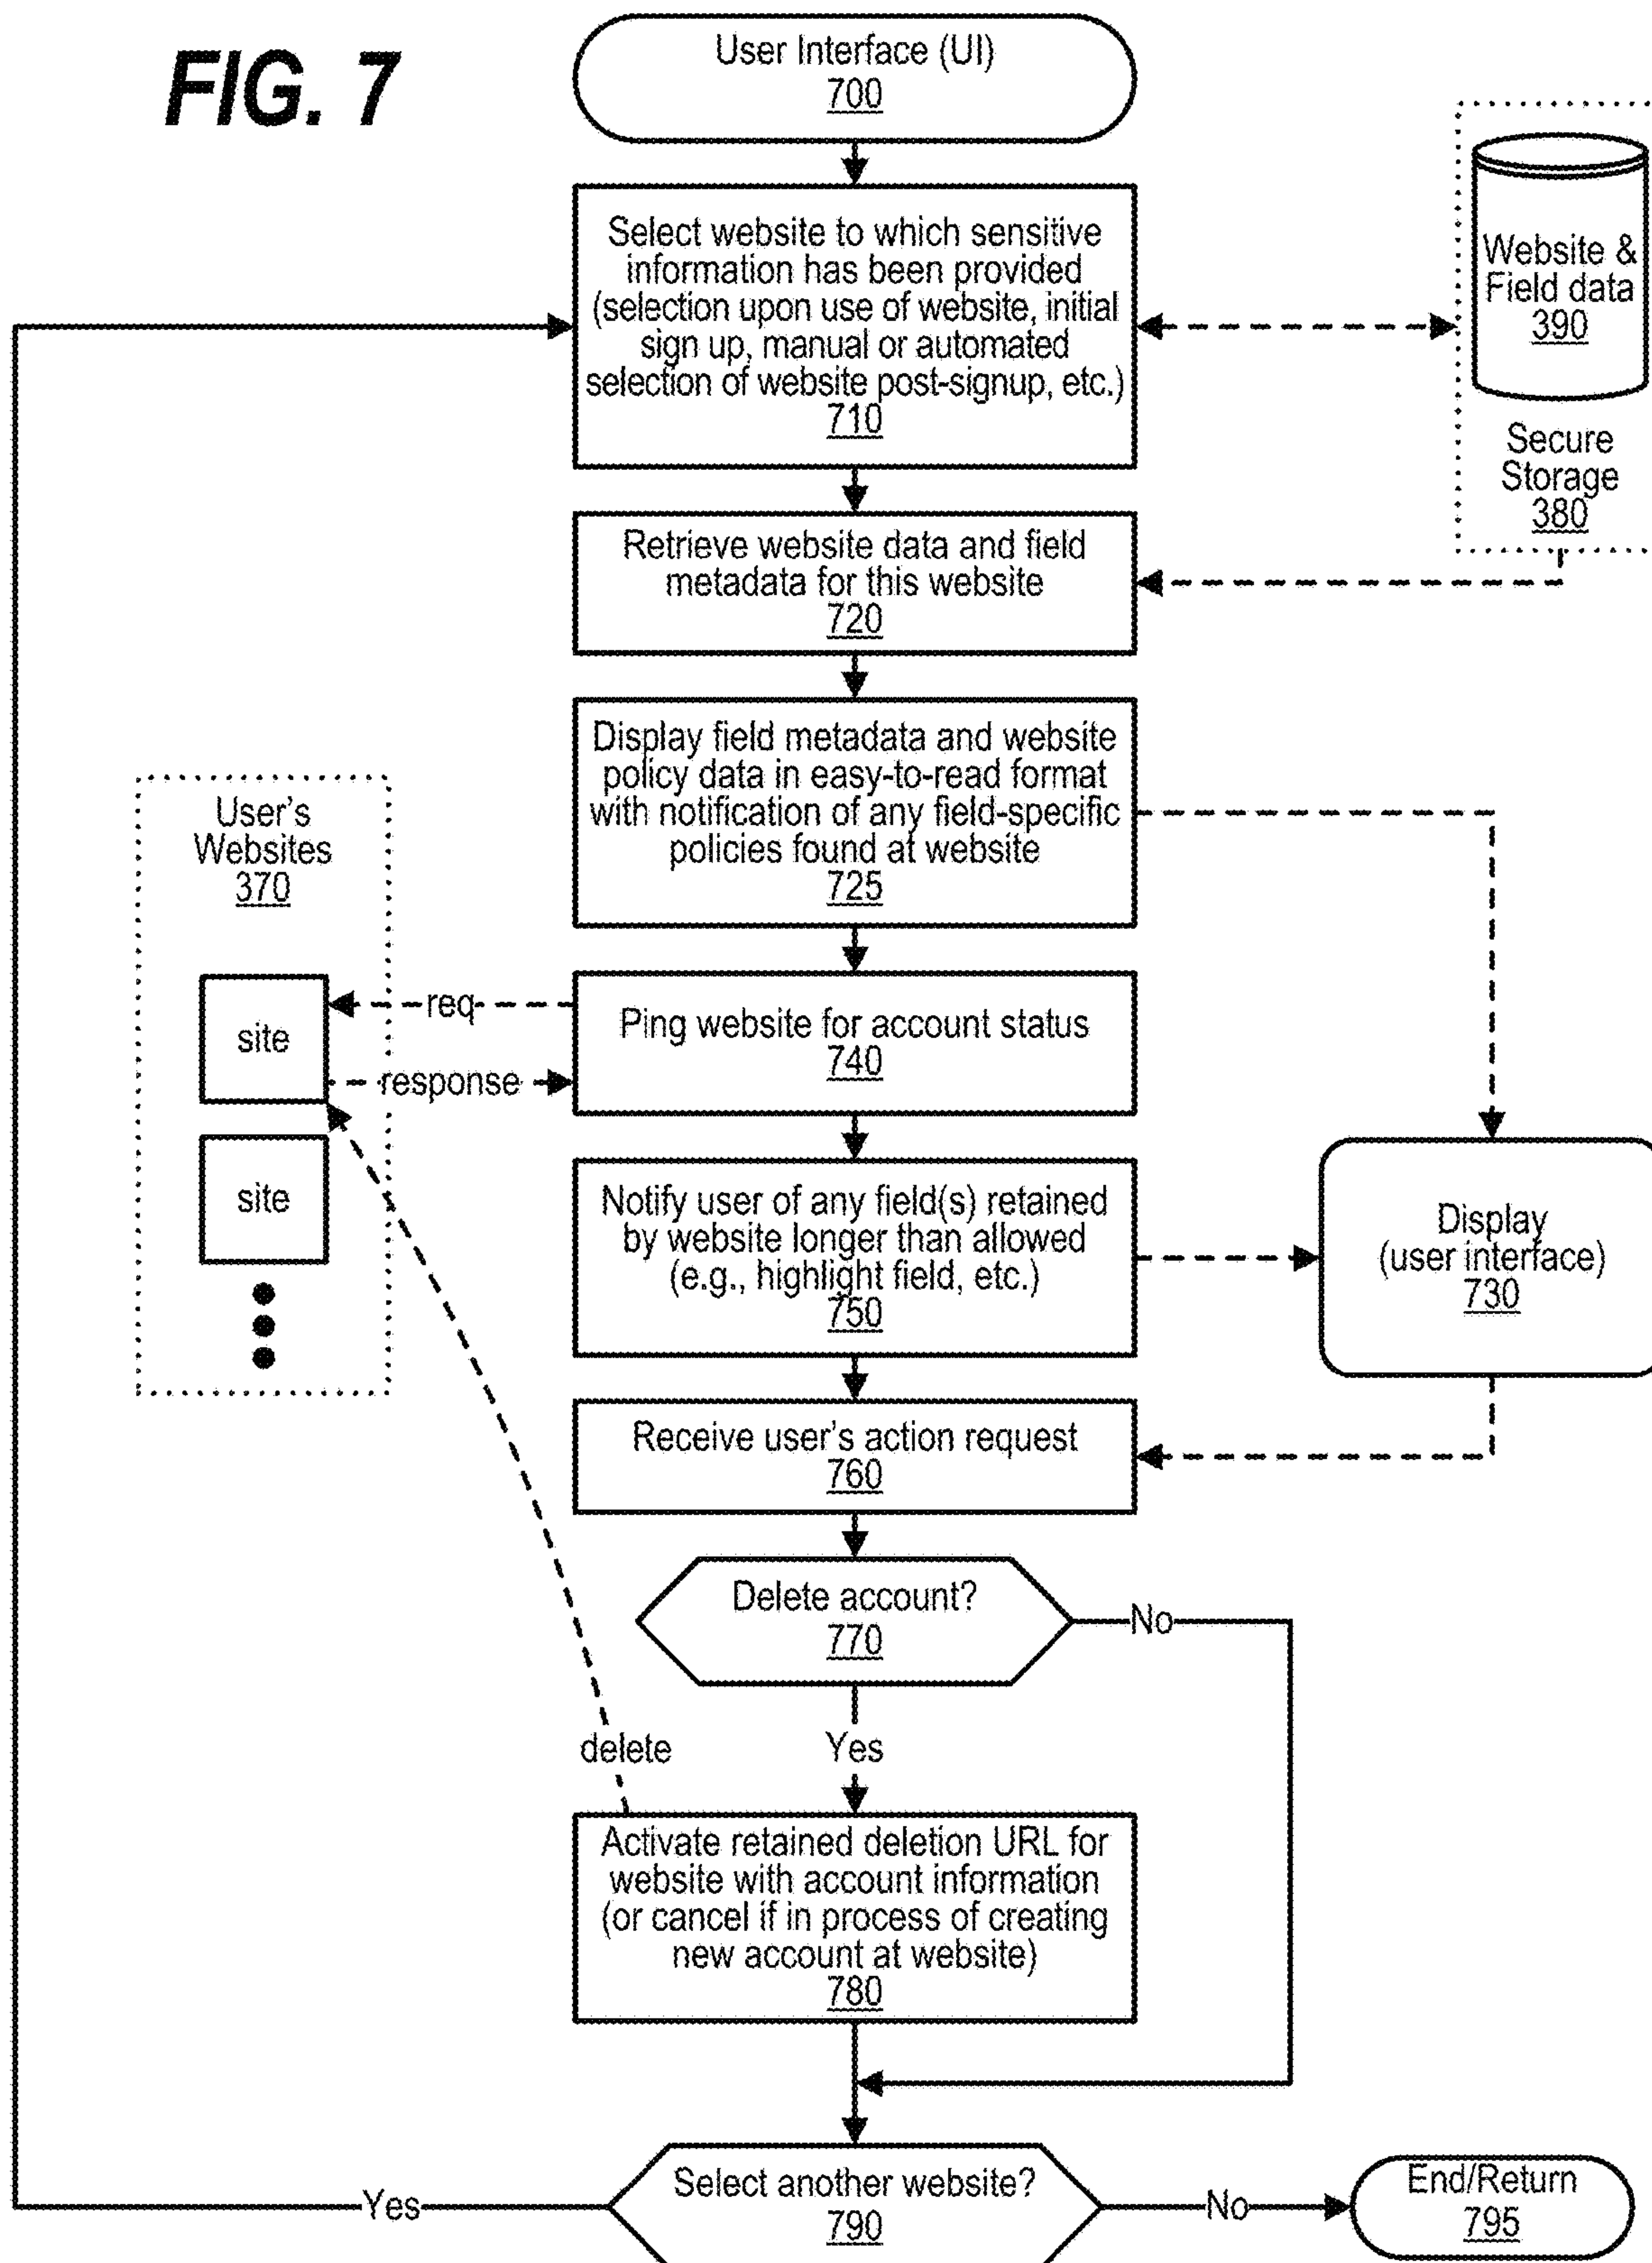 FIG. 7
User Interface (UI)
700
Select website to which sensitive
information has been provided
(selection upon use of website, initial
sign up, manual or automated
selection of website post-signup, etc.)
710
Website &
Field data
390
Secure
Storage
380
Retrieve website data and field
metadata for this website
720
Display field metadata and website
policy data in easy-to-read format
with notification of any field-specific
policies found at website
725
User's
Websites
370
site
req
response
Ping website for account status
740
site
Notify user of any field(s) retained
by website longer than allowed
(e.g., highlight field, etc.)
750
Display
(user interface)
730
Receive user's action request
760
Delete account?
770
No
Yes
delete
Activate retained deletion URL for
website with account information
(or cancel if in process of creating
new account at website)
780
Select another website?
790
Yes
No
End/Return
795